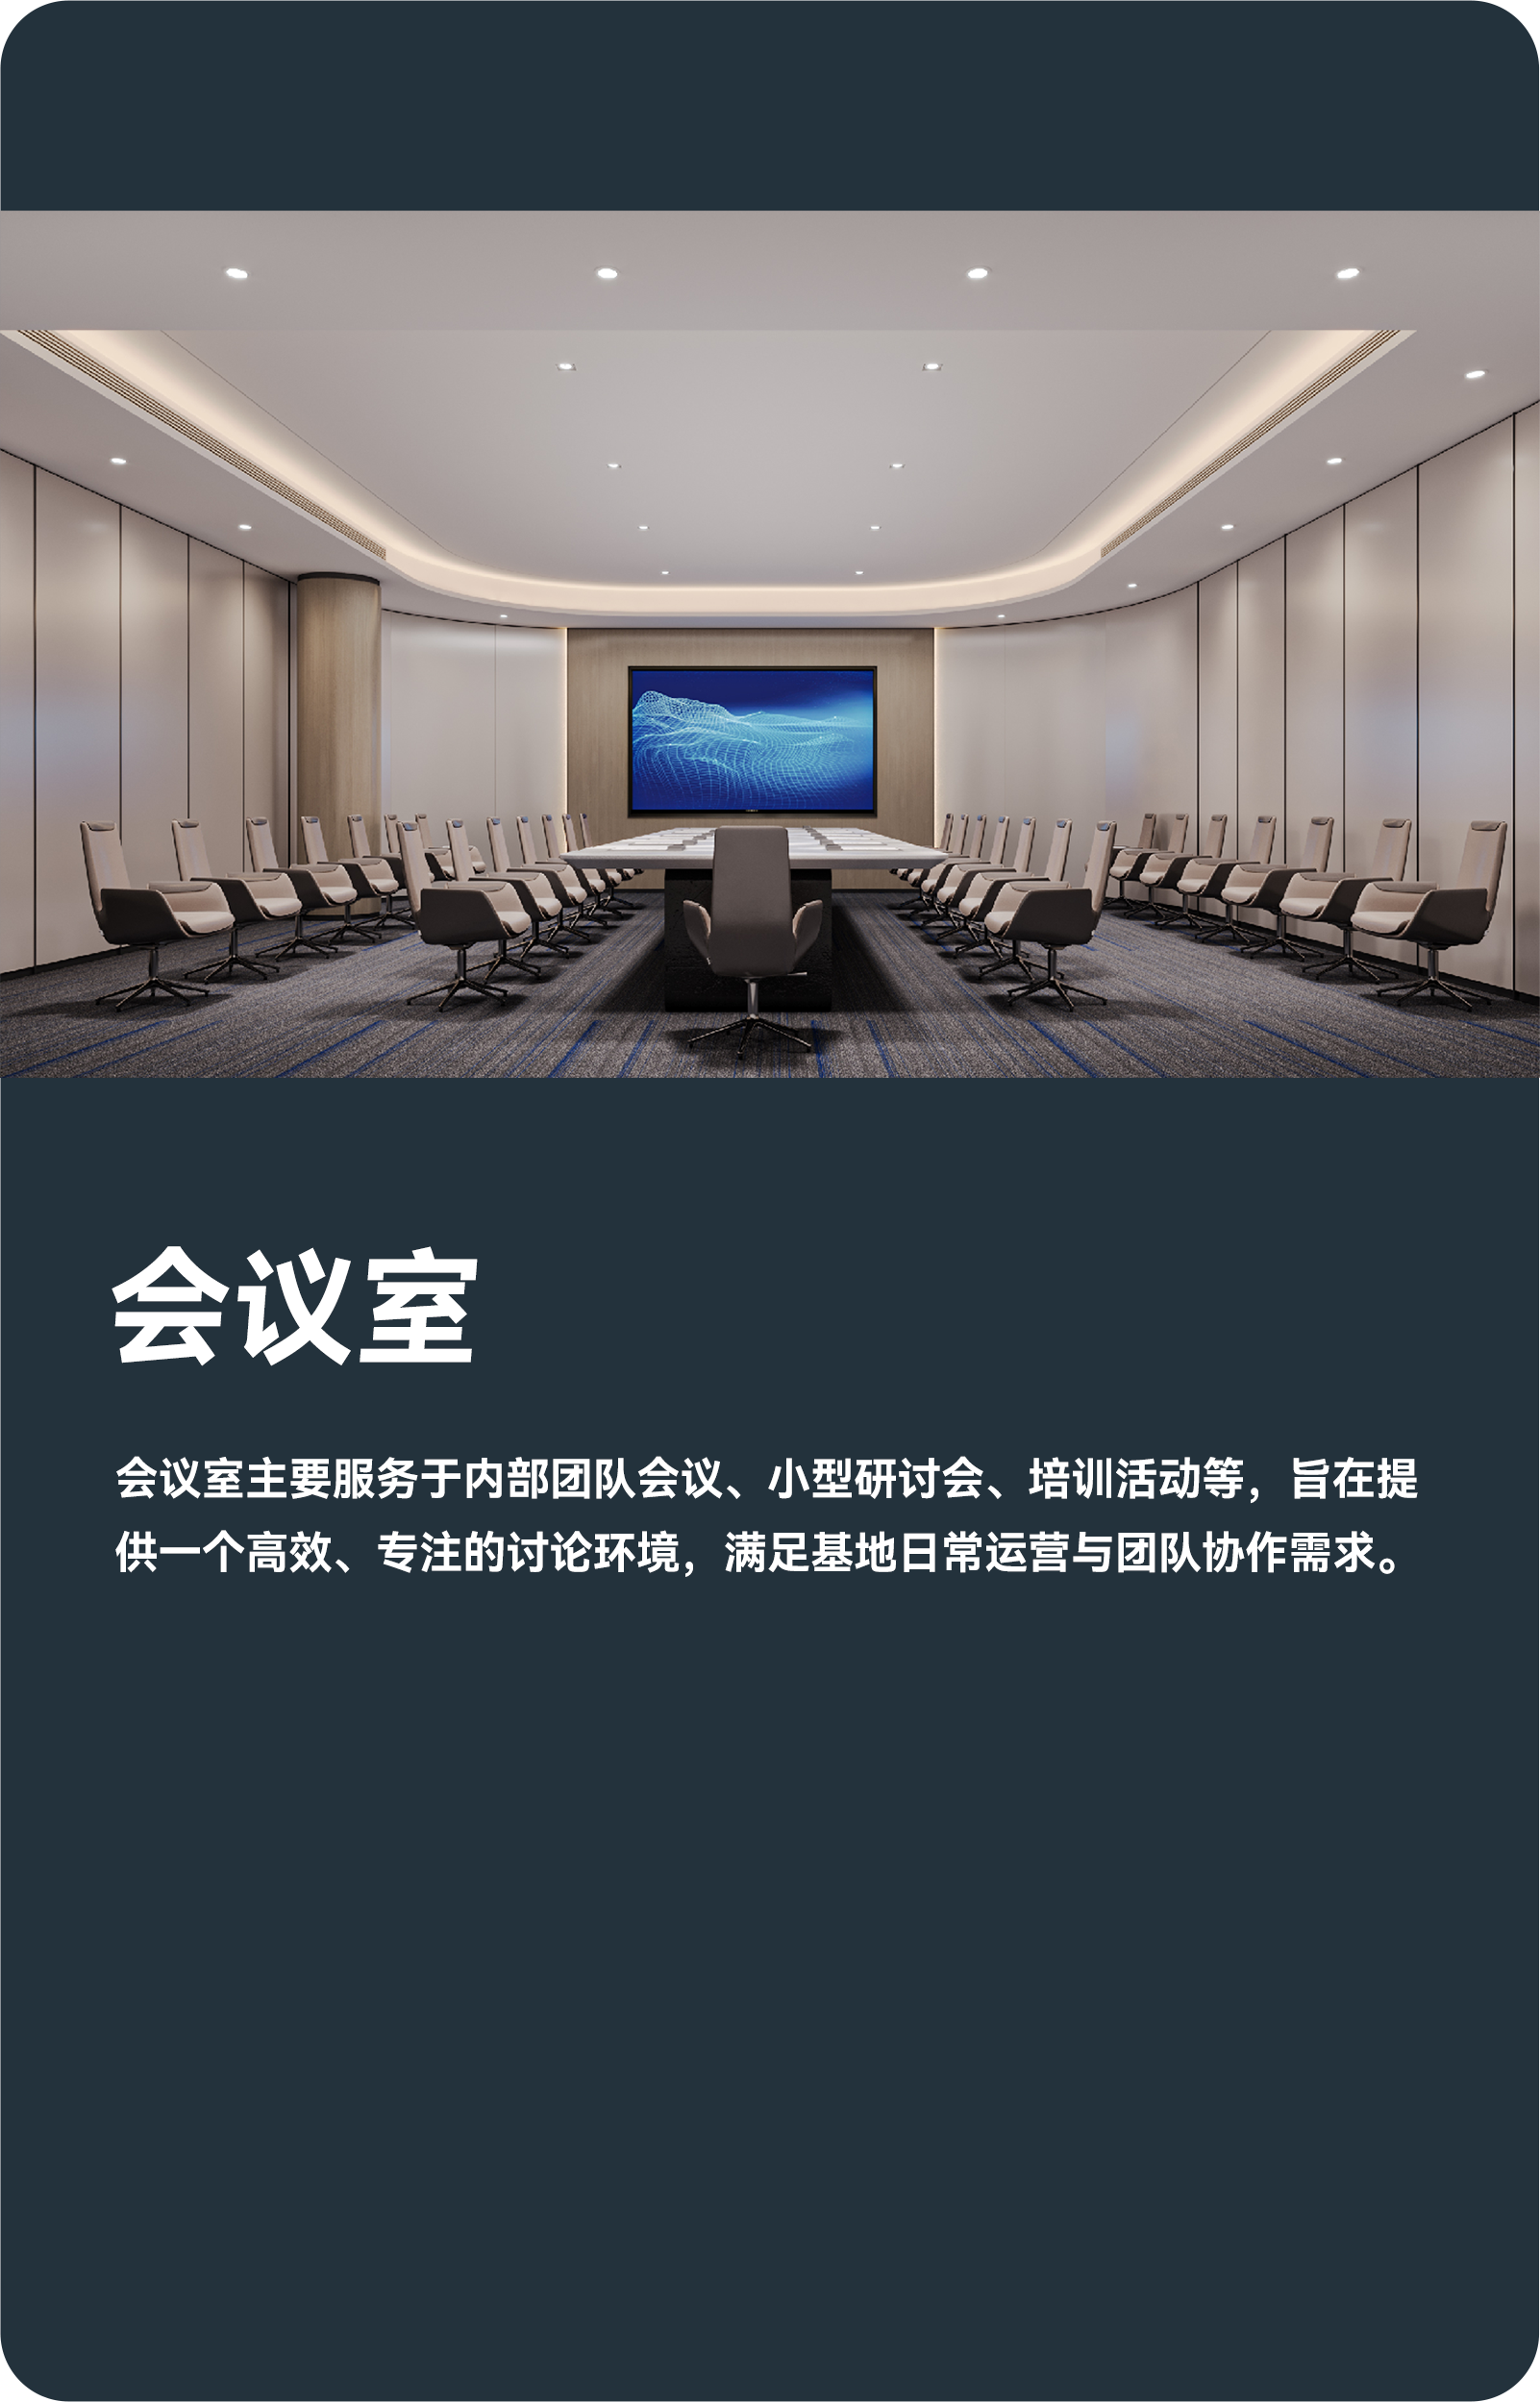 会议室
会议室主要服务于内部团队会议、小型研讨会、培训活动等，旨在提
供一个高效、专注的讨论环境，满足基地日常运营与团队协作需求。